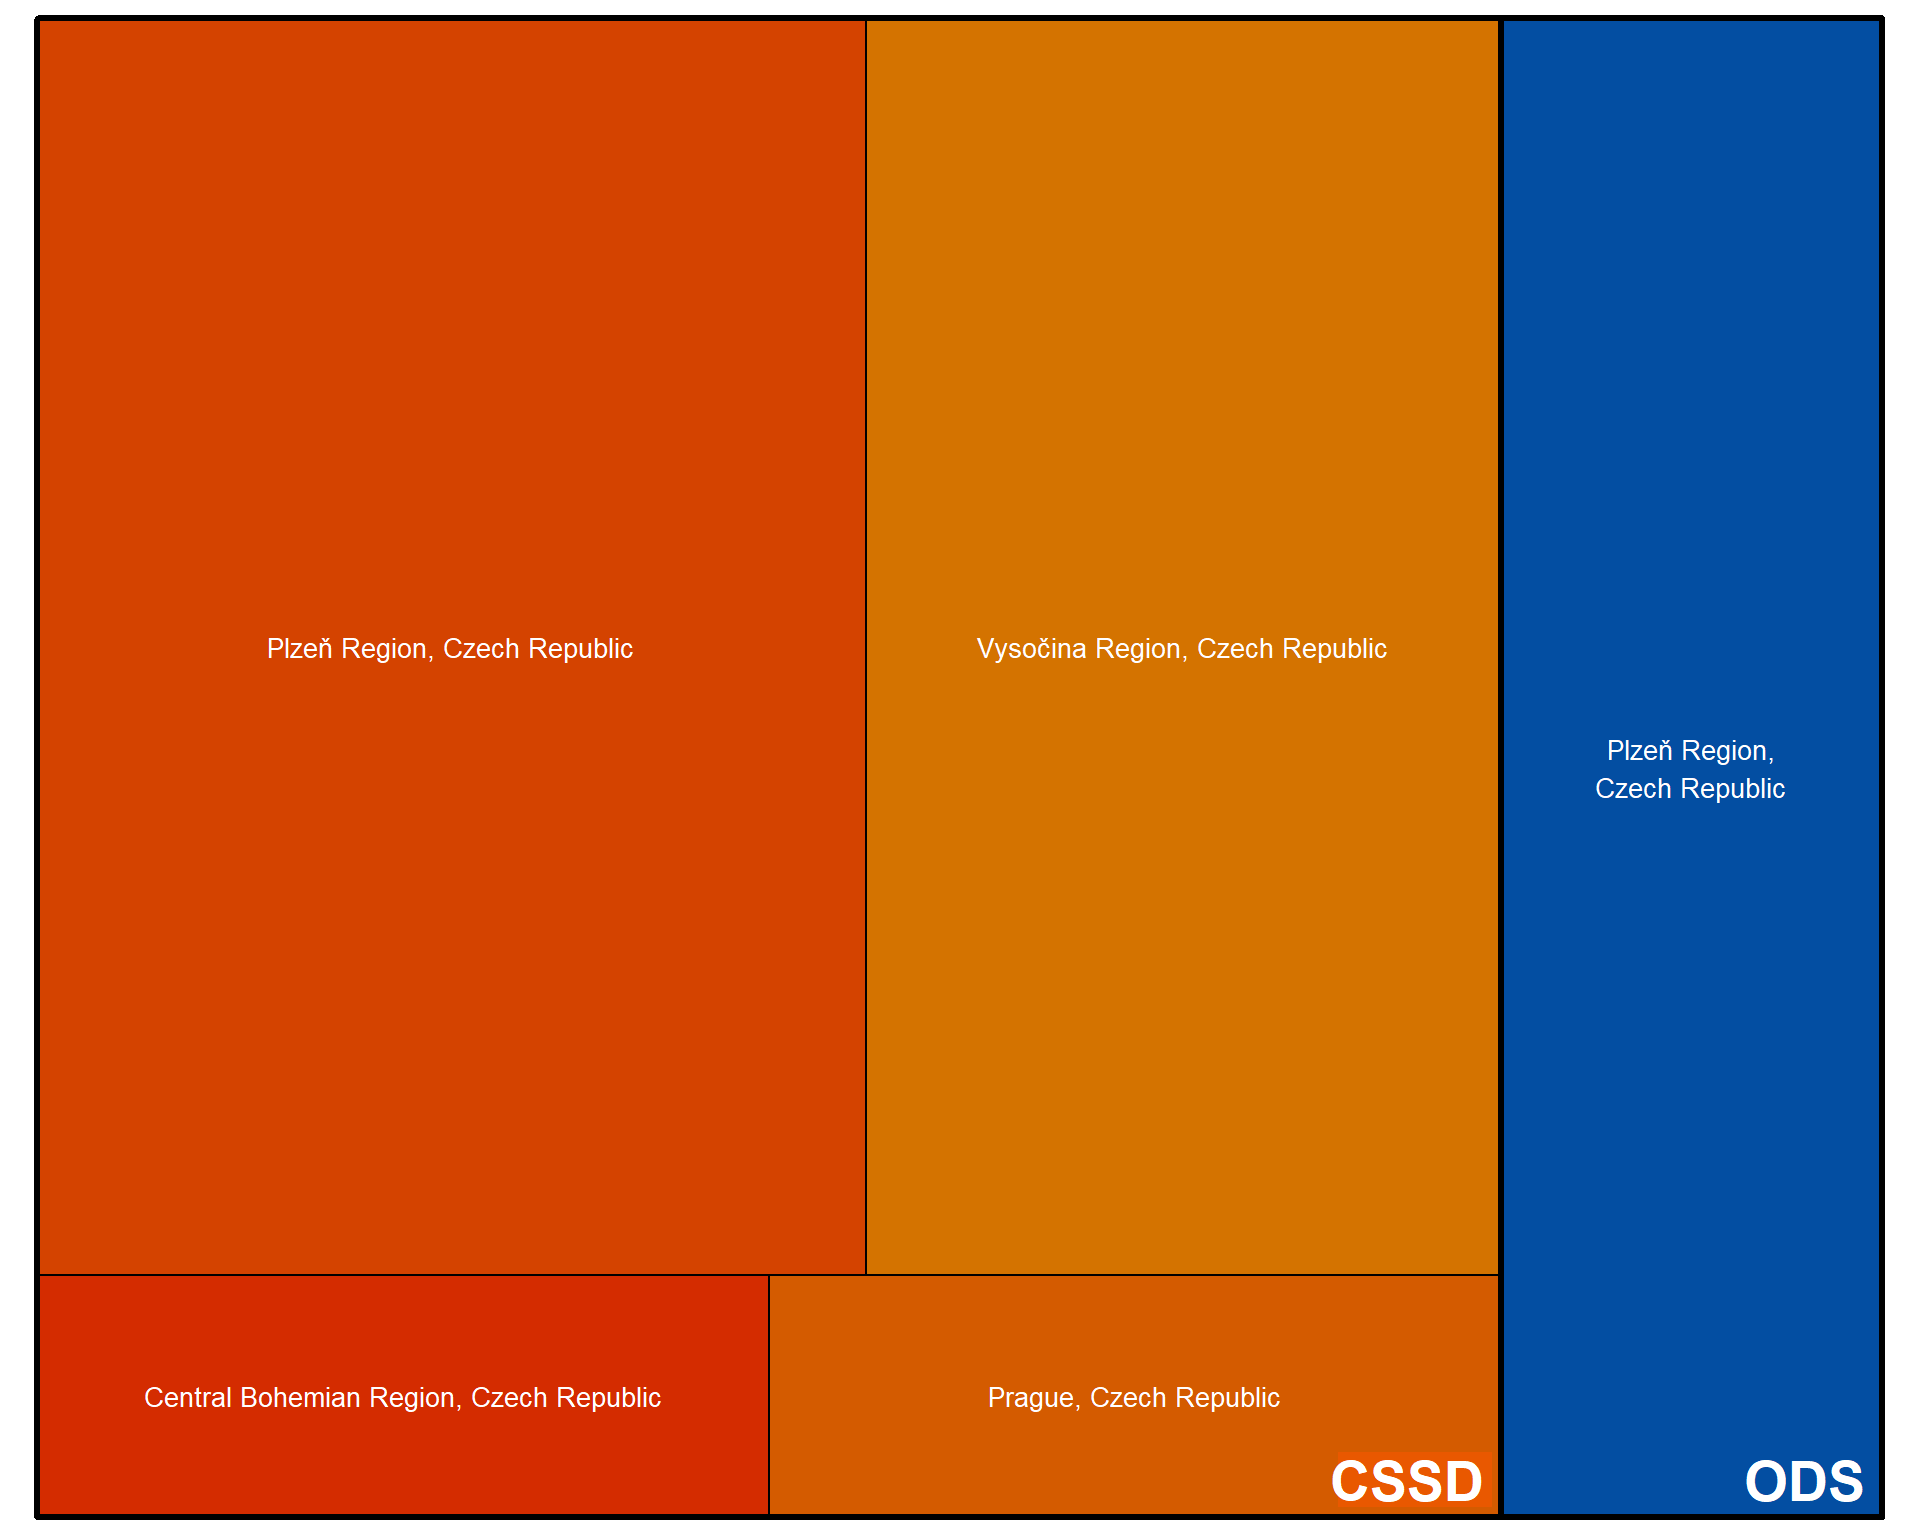 Plzeň Region, Czech Republic
Vysočina Region, Czech Republic
Plzeň Region,
Czech Republic
Central Bohemian Region, Czech Republic
Prague, Czech Republic
CSSD
ODS